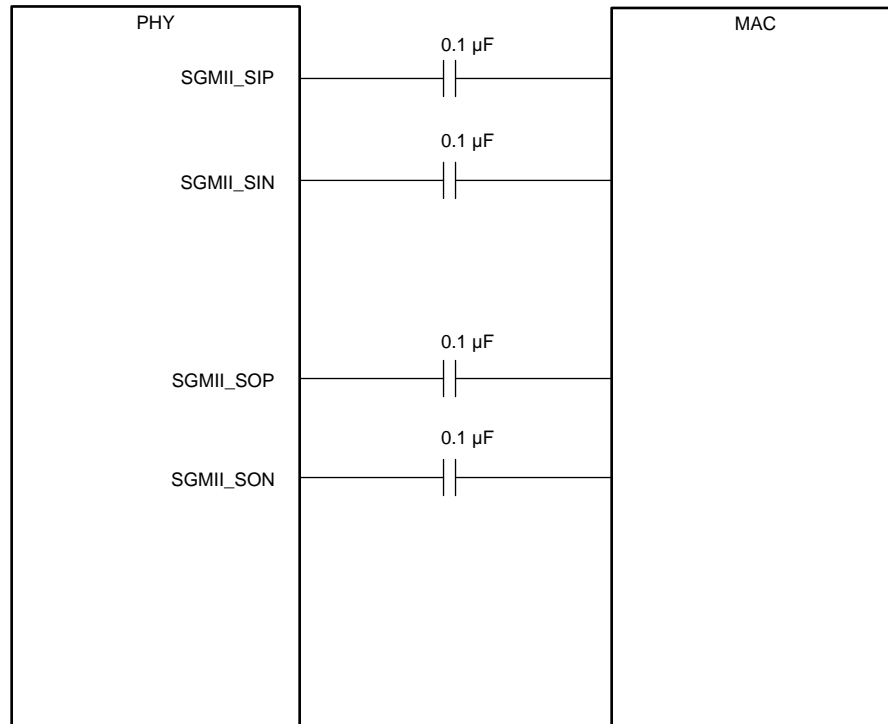 PHY
MAC
0.1 µF
SGMII_SIP
0.1 µF
SGMII_SIN
0.1 µF
SGMII_SOP
0.1 µF
SGMII_SON